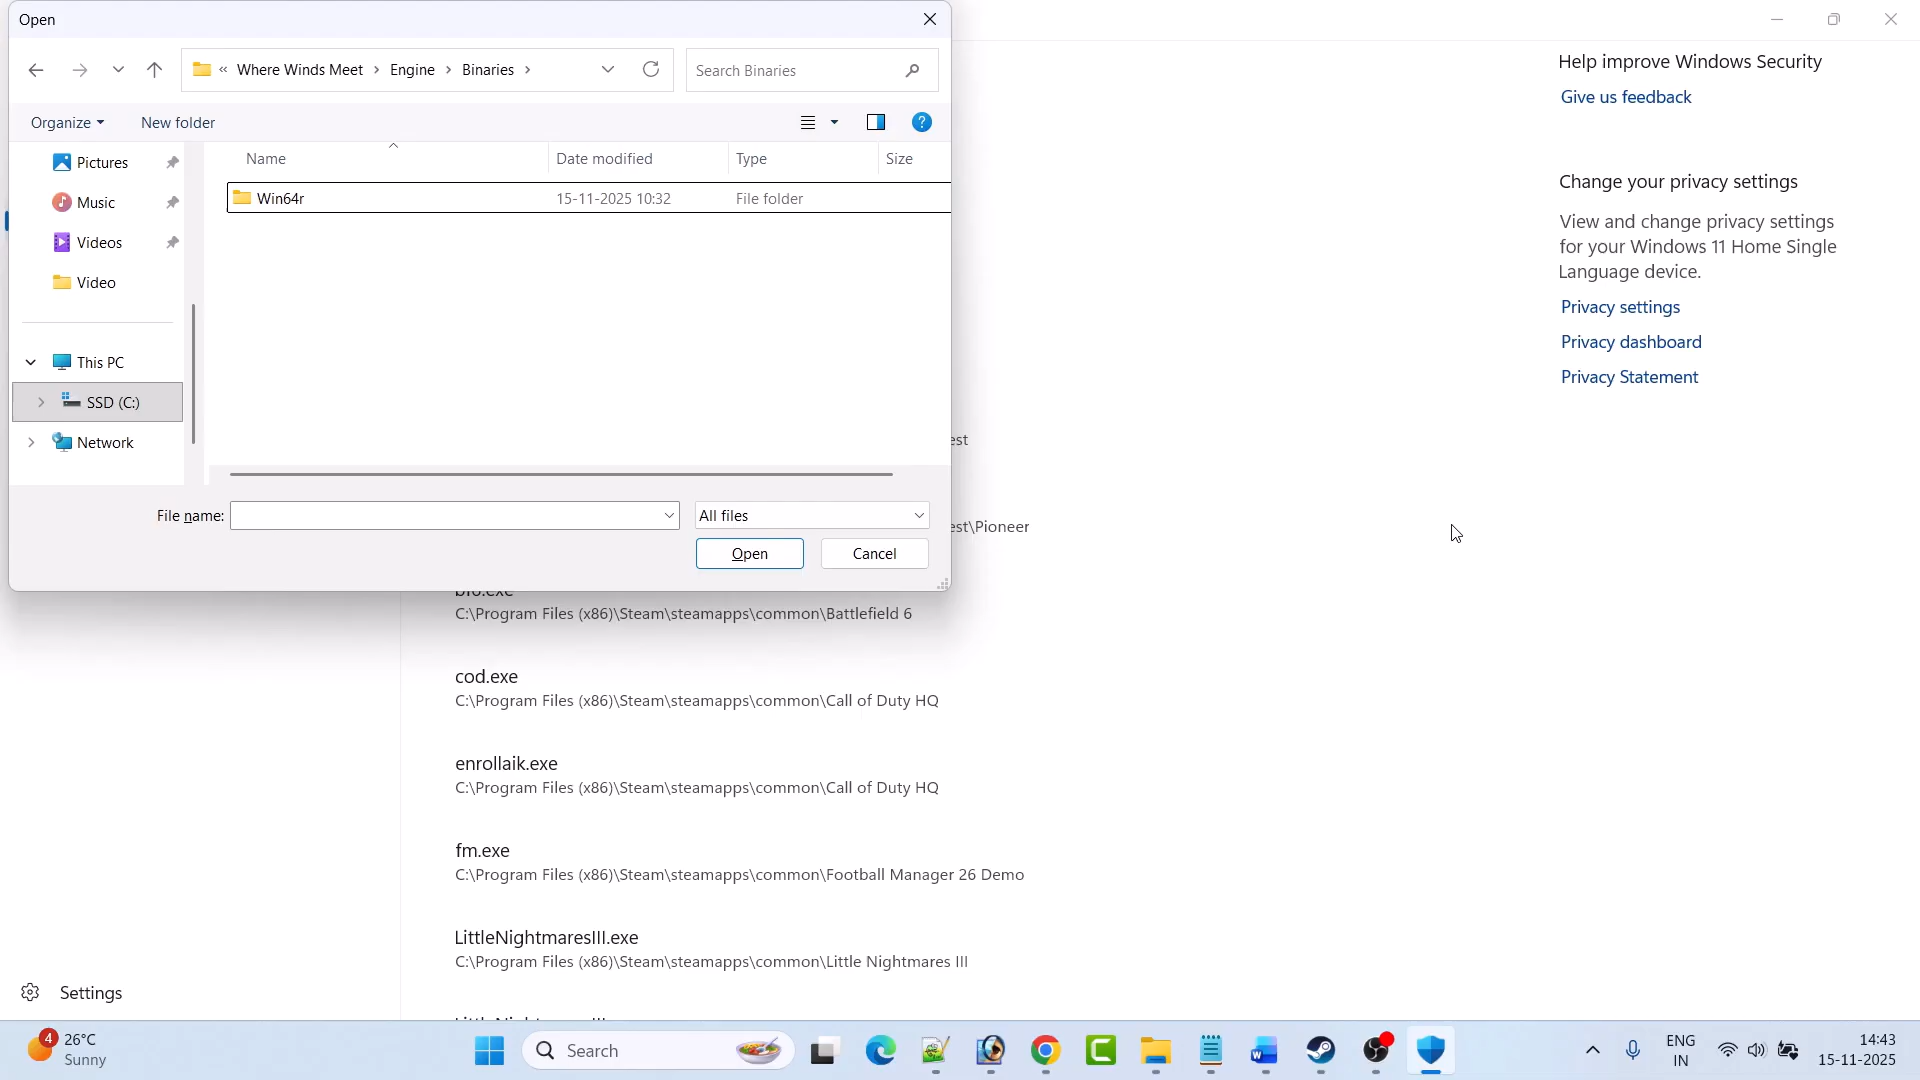 Open
« Where Winds Meet > Engine > Binaries >
Search Binaries
Organize
New folder
Name
Date modified
Type
Size
Win64r
15-11-2025 10:32
File folder
Pictures
Music
Videos
Video
This PC
SSD (C:)
Network
File name:
All files
Open
Cancel
Help improve Windows Security
Give us feedback
Change your privacy settings
View and change privacy settings
for your Windows 11 Home Single
Language device.
Privacy settings
Privacy dashboard
Privacy Statement
est
est\Pioneer
C:\Program Files (x86)\Steam\steamapps\common\Battlefield 6
cod.exe
C:\Program Files (x86)\Steam\steamapps\common\Call of Duty HQ
enrollaik.exe
C:\Program Files (x86)\Steam\steamapps\common\Call of Duty HQ
fm.exe
C:\Program Files (x86)\Steam\steamapps\common\Football Manager 26 Demo
LittleNightmaresIII.exe
C:\Program Files (x86)\Steam\steamapps\common\Little Nightmares III
Settings
4
26°C
Sunny
Search
ENG
IN
14:43
15-11-2025